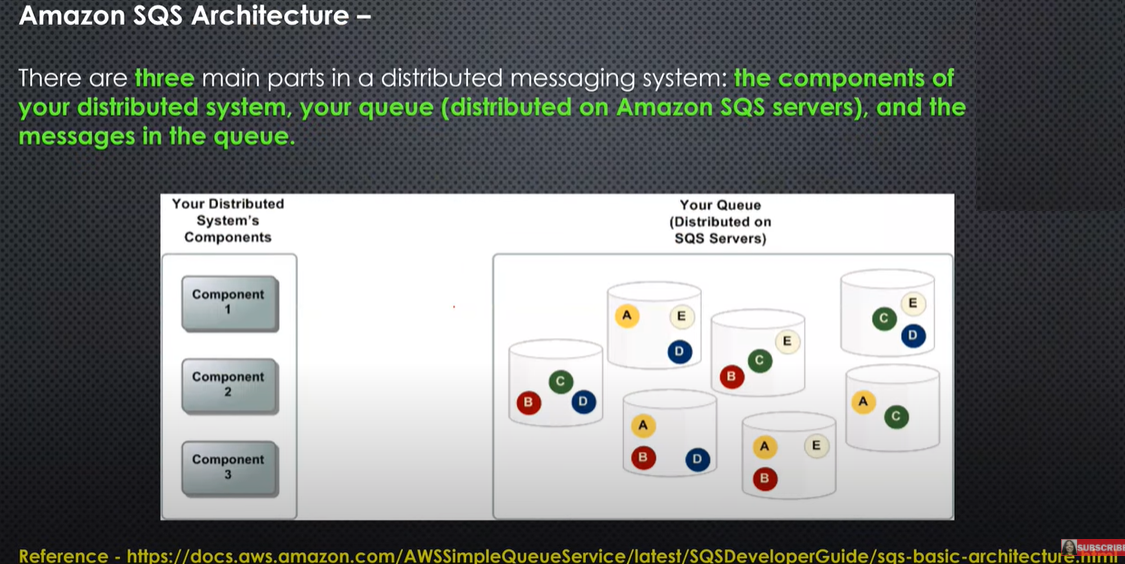 Amazon SQS Architecture –
There are three main parts in a distributed messaging system: the components of
your distributed system, your queue (distributed on Amazon SQS servers), and the
messages in the queue.
Your Distributed
System's
Components
Component
1
Component
2
Component
3
Your Queue
(Distributed on
SQS Servers)
A
E
D
B
C
E
E
C
D
C
B
D
A
B
D
A
E
B
A
C
Reference - https://docs.aws.amazon.com/AWSSimpleQueueService/latest/SQSDeveloperGuide/sqs-basic-architecture.html
SUBSCRIBE